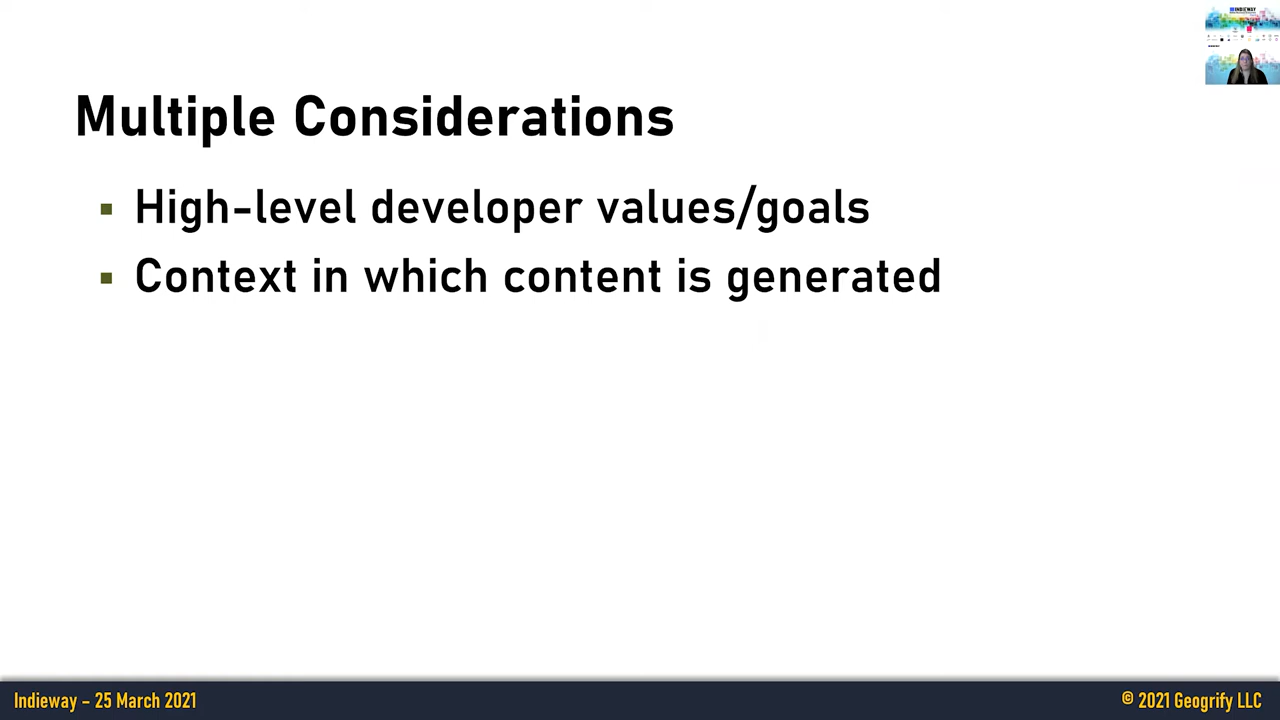 INDIEWAY
Multiple Considerations
▪ High-level developer values/goals
▪ Context in which content is generated
Indieway – 25 March 2021
© 2021 Geogrify LLC